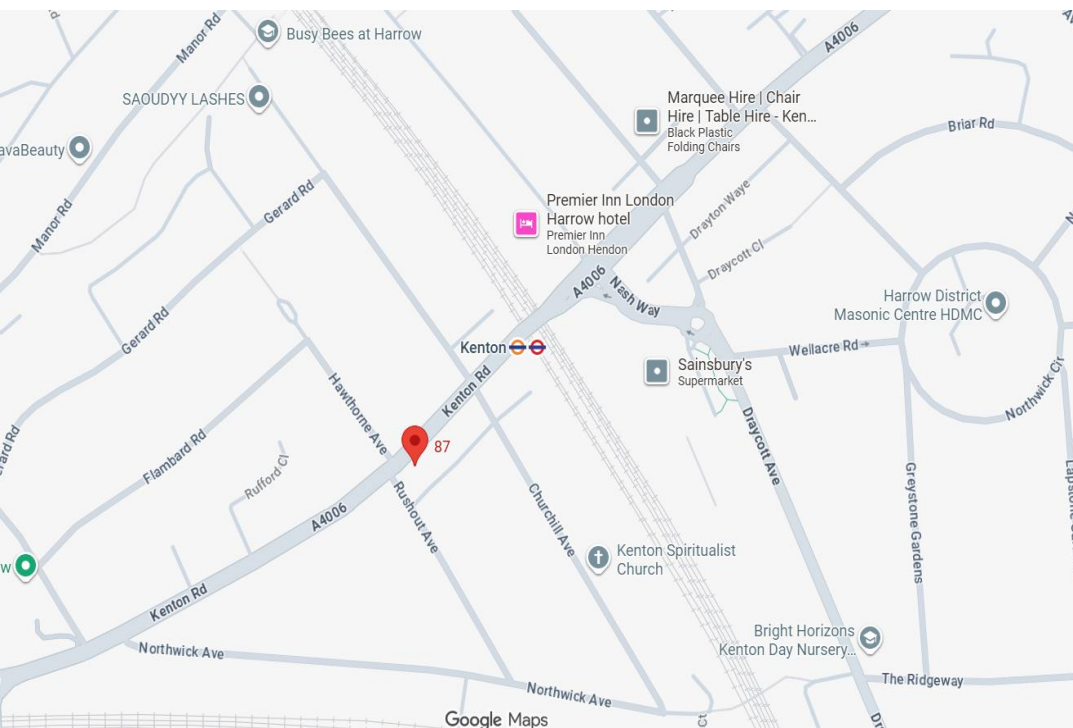 Busy Bees at Harrow
Manor Rd
A4006
SAOUDYY LASHES
Marquee Hire | Chair
Hire | Table Hire - Ken...
Black Plastic
Folding Chairs
Briar Rd
avaBeauty
Gerard Rd
Manor Rd
Premier Inn London
Harrow hotel
Premier Inn
London Hendon
Drayton Waye
Draycott Cl
A4006
Nash Way
Harrow District
Masonic Centre HDMC
Gerard Rd
Kenton
Wellacre Rd
Sainsbury's
Supermarket
Kenton Rd
Hawthorne Ave
Northwick Cir
Draycott Ave
87
Flambard Rd
Rufford Cl
erard Rd
A4006
Rushout Ave
Churchill Ave
Greystone Gardens
Kenton Spiritualist
Church
w
Kenton Rd
Bright Horizons
Kenton Day Nursery...
Northwick Ave
The Ridgeway
Northwick Ave
Google Maps